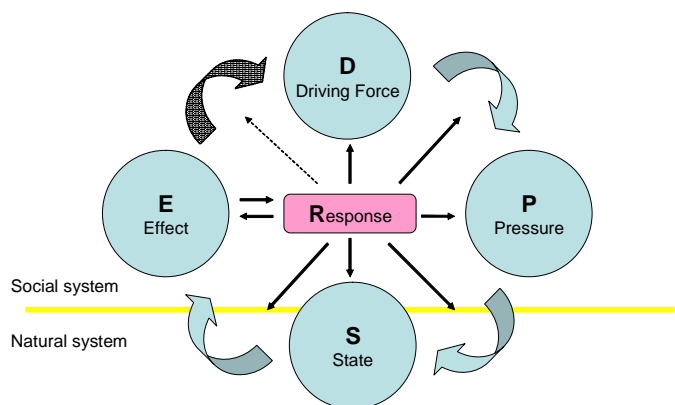 D
Driving Force
E
Effect
Response
P
Pressure
Social system
Natural system
S
State